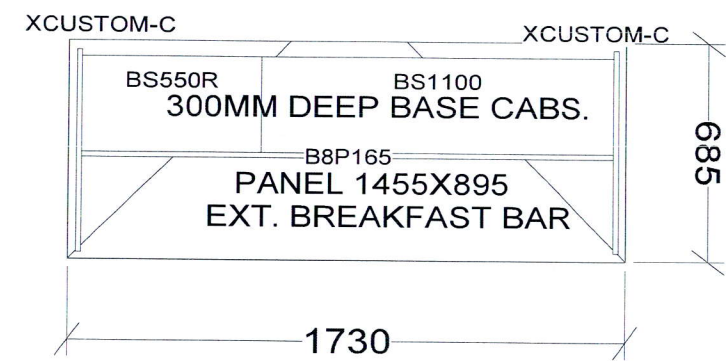 XCUSTOM-C
XCUSTOM-C
BS550R
BS1100
300MM DEEP BASE CABS.
B8P165
PANEL 1455X895
EXT. BREAKFAST BAR
685
1730